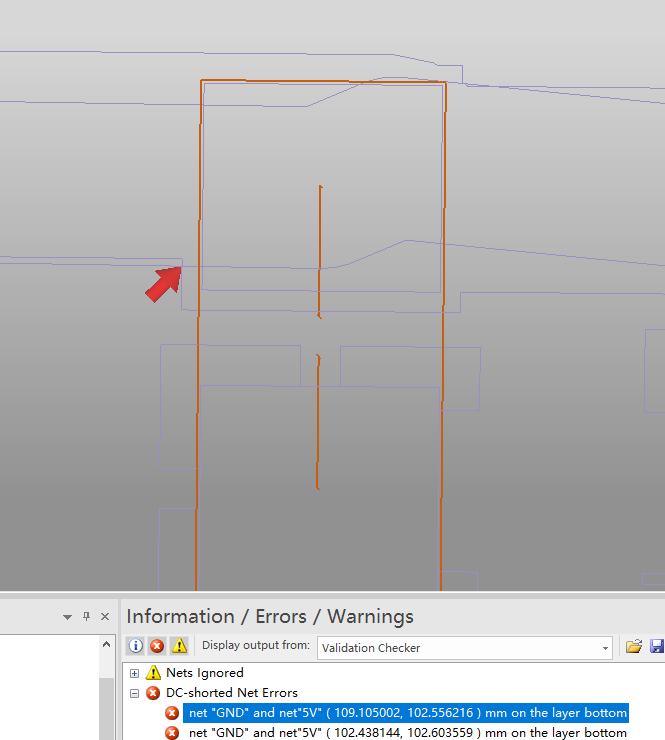 Information / Errors / Warnings
Display output from: Validation Checker
Nets Ignored
DC-shorted Net Errors
net "GND" and net"5V" ( 109.105002, 102.556216 ) mm on the layer bottom
net "GND" and net"5V" ( 102.438144, 102.603559 ) mm on the layer bottom